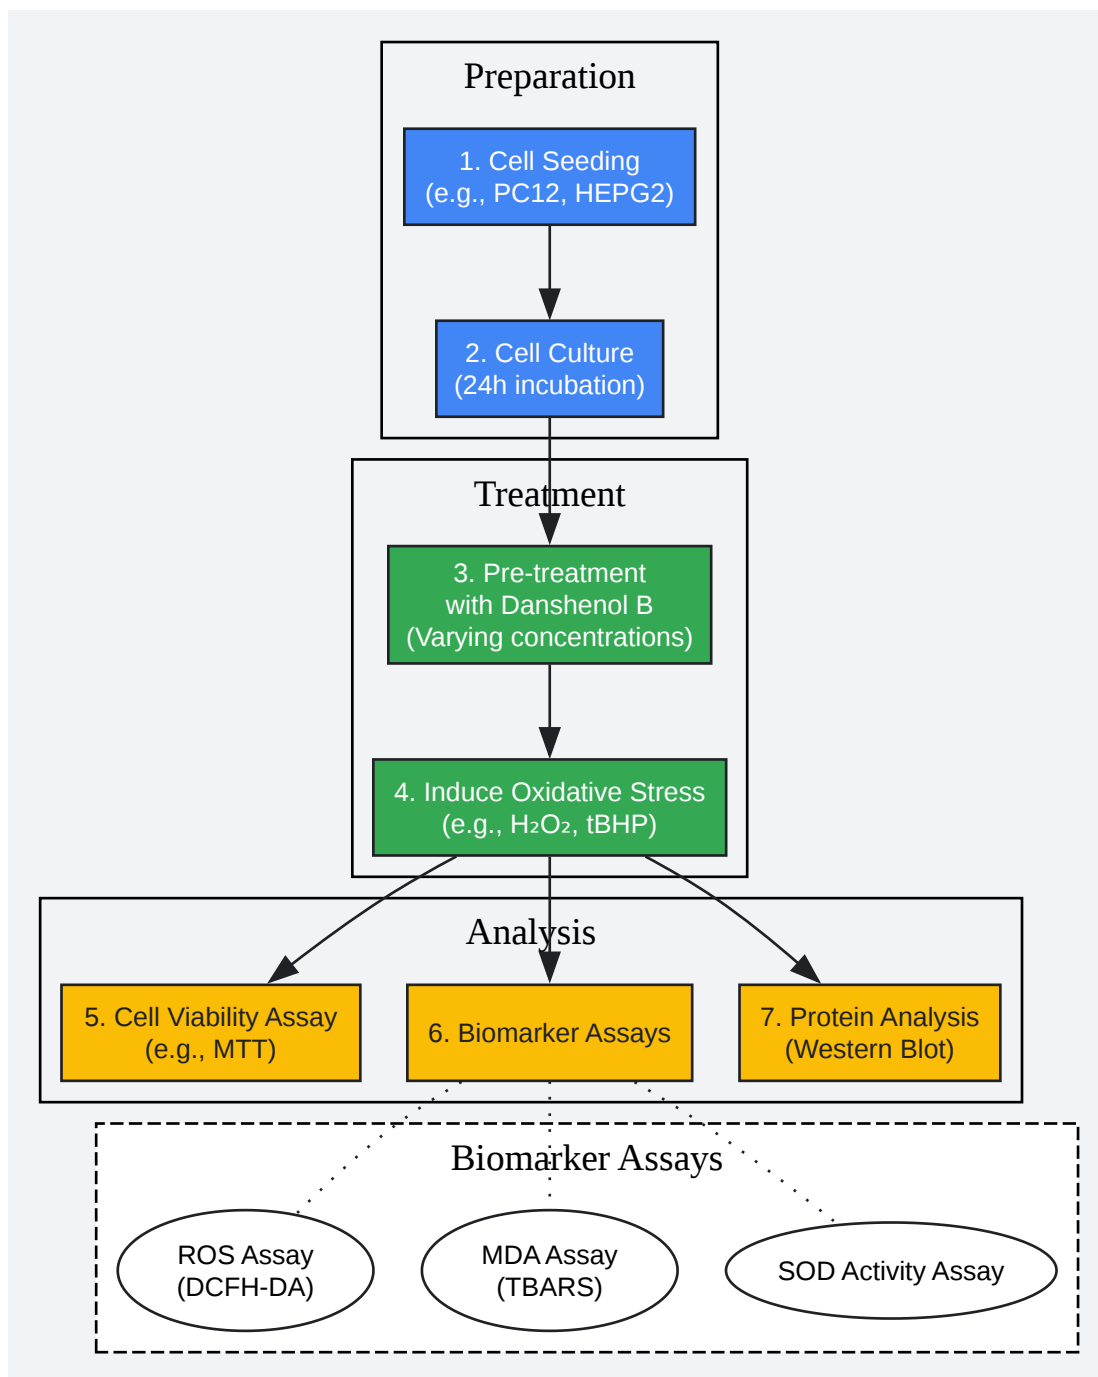 Preparation
1. Cell Seeding
(e.g., PC12, HEPG2)
2. Cell Culture
(24h incubation)
Treatment
3. Pre-treatment
with Danshenol B
(Varying concentrations)
4. Induce Oxidative Stress
(e.g., H₂O₂, tBHP)
Analysis
5. Cell Viability Assay
(e.g., MTT)
6. Biomarker Assays
7. Protein Analysis
(Western Blot)
Biomarker Assays
ROS Assay
(DCFH-DA)
MDA Assay
(TBARS)
SOD Activity Assay